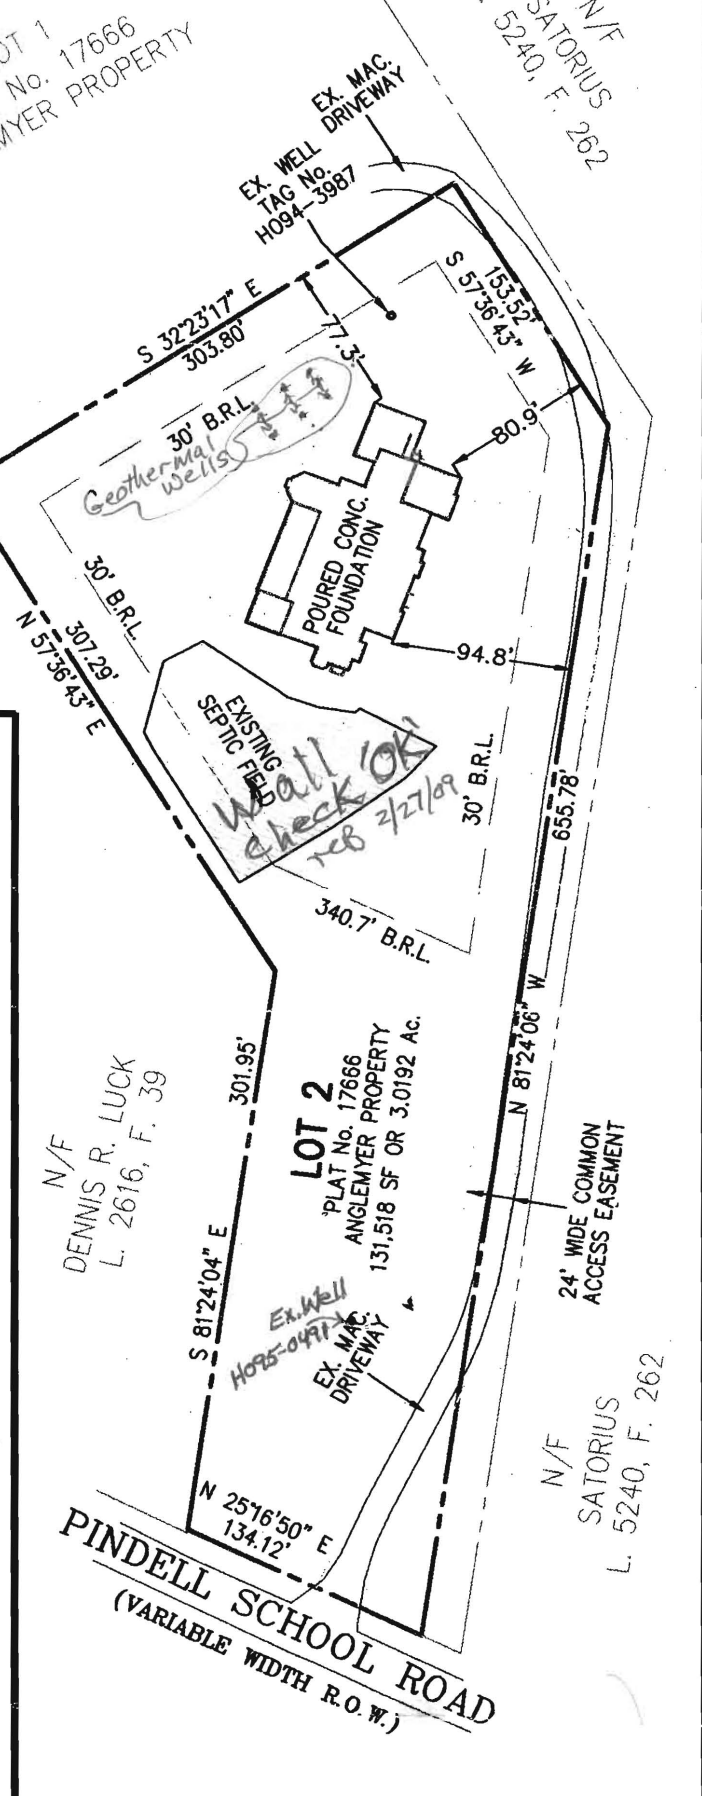 OT 1
No. 17666
MYER PROPERTY
N/F
SATORIUS
5240, F. 262
EX. MAC.
DRIVEWAY
EX. WELL
TAG No.
HO94-3987
S 32°23'17" E
303.80'
153.52'
S 57°36'43" W
77.3'
80.9'
30' B.R.L.
Geothermal
Wells
POURED CONC.
FOUNDATION
30' B.R.L.
307.29'
N 57°36'43" E
94.8'
EXISTING
SEPTIC FIELD
Wall 'OK'
check
reB 2/27/09
30' B.R.L.
655.78'
340.7' B.R.L.
N 81°24'06" W
301.95'
S 81°24'04" E
N/F
DENNIS R. LUCK
L. 2616, F. 39
LOT 2
PLAT No. 17666
ANGLEMYER PROPERTY
131,518 SF OR 3.0192 Ac.
24' WIDE COMMON
ACCESS EASEMENT
Ex. Well
HO95-0491
EX. MAC.
DRIVEWAY
N/F
SATORIUS
L. 5240, F. 262
N 25°16'50" E
134.12'
PINDELL SCHOOL ROAD
(VARIABLE WIDTH R.O.W.)